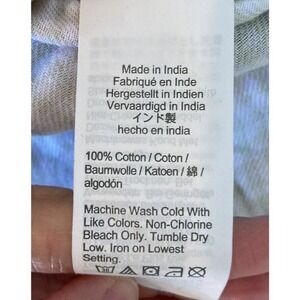 Made in India
Fabriqué en Inde
Hergestellt in Indien
Vervaardigd in India
インド製
hecho en india
100% Cotton / Coton /
Baumwolle / Katoen / 綿 /
algodón
Machine Wash Cold With
Like Colors. Non-Chlorine
Bleach Only. Tumble Dry
Low. Iron on Lowest
Setting.
30